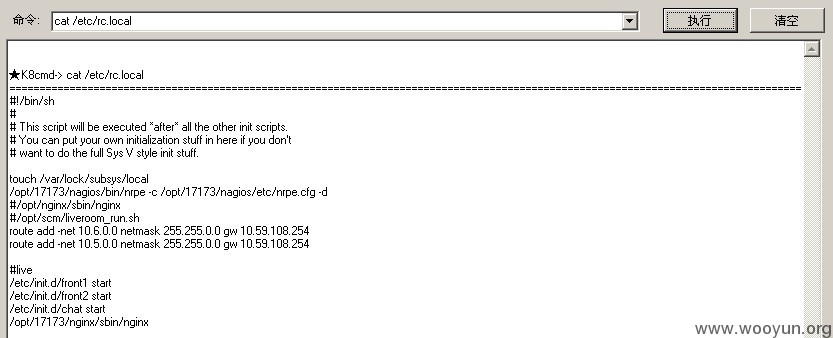 命令: cat /etc/rc.local 执行 清空
★K8cmd-> cat /etc/rc.local
#!/bin/sh
#
# This script will be executed *after* all the other init scripts.
# You can put your own initialization stuff in here if you don't
# want to do the full Sys V style init stuff.
touch /var/lock/subsys/local
/opt/17173/nagios/bin/nrpe -c /opt/17173/nagios/etc/nrpe.cfg -d
#/opt/nginx/sbin/nginx
#/opt/scm/liveroom_run.sh
route add -net 10.6.0.0 netmask 255.255.0.0 gw 10.59.108.254
route add -net 10.5.0.0 netmask 255.255.0.0 gw 10.59.108.254
#live
/etc/init.d/front1 start
/etc/init.d/front2 start
/etc/init.d/chat start
/opt/17173/nginx/sbin/nginx
www.wooyun.org